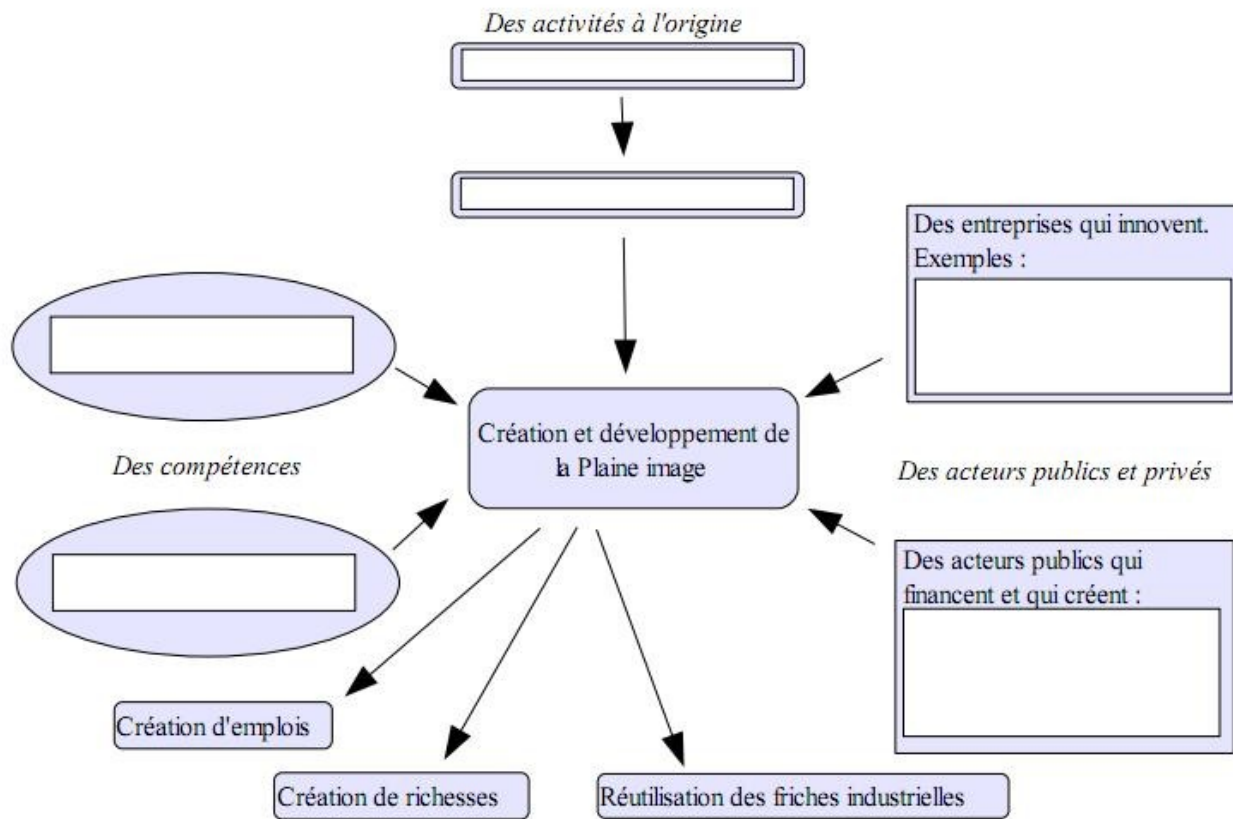 Des activités à l'origine
Des entreprises qui innovent.
Exemples :
Création et développement de
la Plaine image
Des compétences
Des acteurs publics et privés
Des acteurs publics qui
financent et qui créent :
Création d'emplois
Création de richesses
Réutilisation des friches industrielles